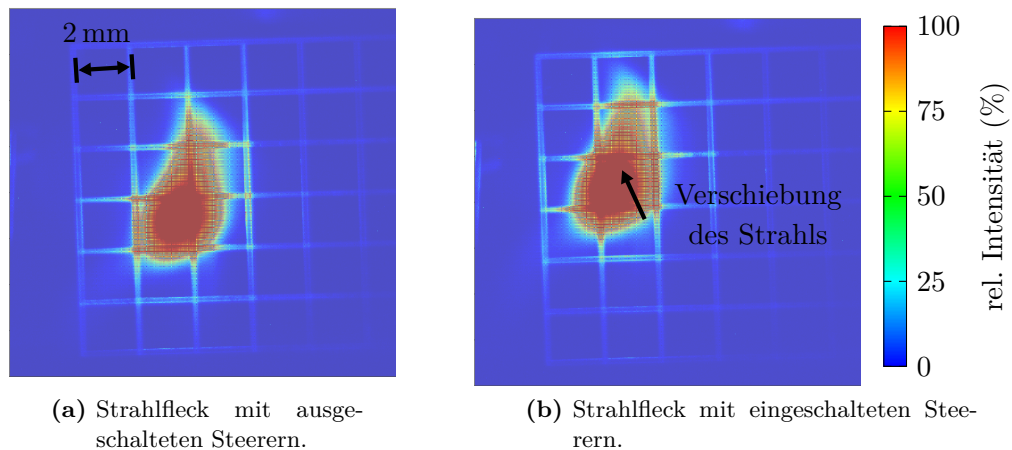 2 mm
Verschiebung
des Strahls
100
75
50
25
0
rel. Intensität (%)
(a) Strahlfleck mit ausge-
schalteten Steerern.
(b) Strahlfleck mit eingeschalteten Stee-
rern.